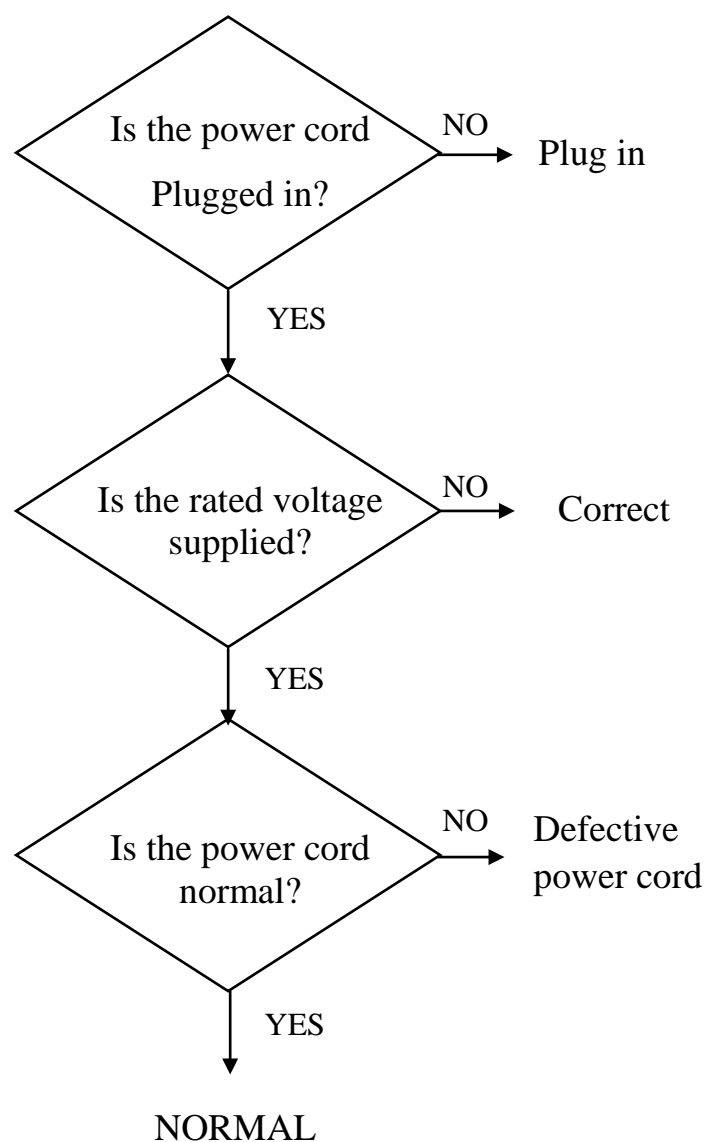 Is the power cord
Plugged in?
NO
Plug in
YES
Is the rated voltage
supplied?
NO
Correct
YES
Is the power cord
normal?
NO
Defective
power cord
YES
NORMAL